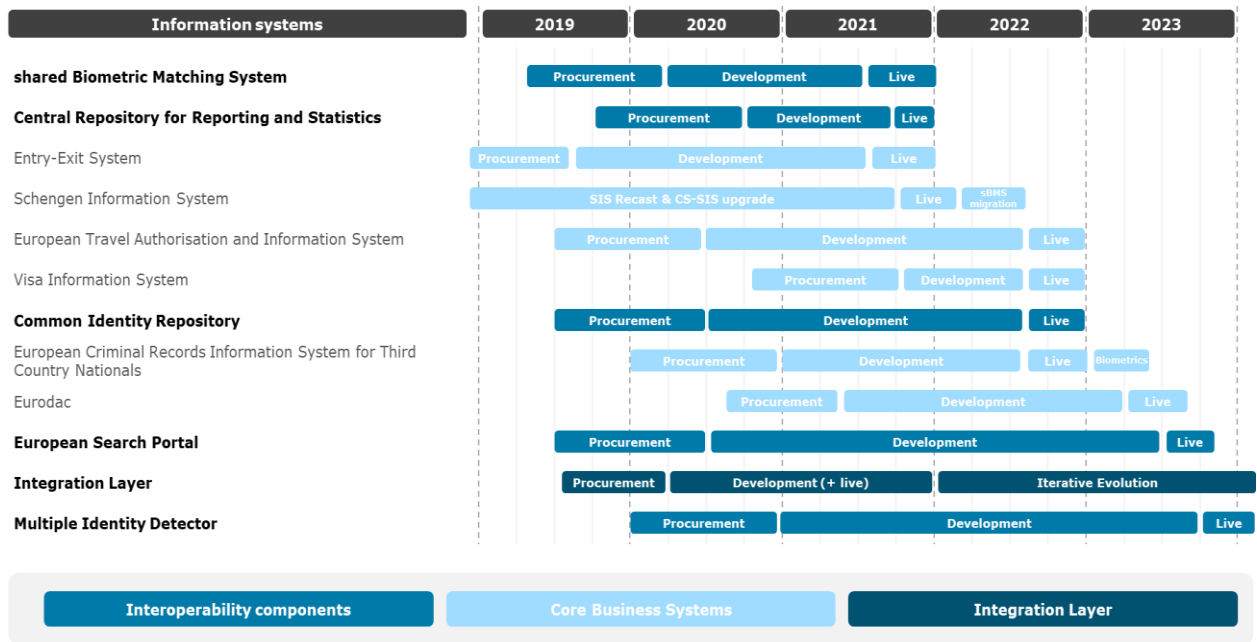 Information systems 2019 2020 2021 2022 2023
shared Biometric Matching System Procurement Development Live
Central Repository for Reporting and Statistics Procurement Development Live
Entry-Exit System Procurement Development Live
Schengen Information System SIS Recast & CS-SIS upgrade Live sBMS
migration
European Travel Authorisation and Information System Procurement Development Live
Visa Information System Procurement Development Live
Common Identity Repository Procurement Development Live
European Criminal Records Information System for Third
Country Nationals Procurement Development Live Biometrics
Eurodac Procurement Development Live
European Search Portal Procurement Development Live
Integration Layer Procurement Development (+ live) Iterative Evolution
Multiple Identity Detector Procurement Development Live
Interoperability components Core Business Systems Integration Layer